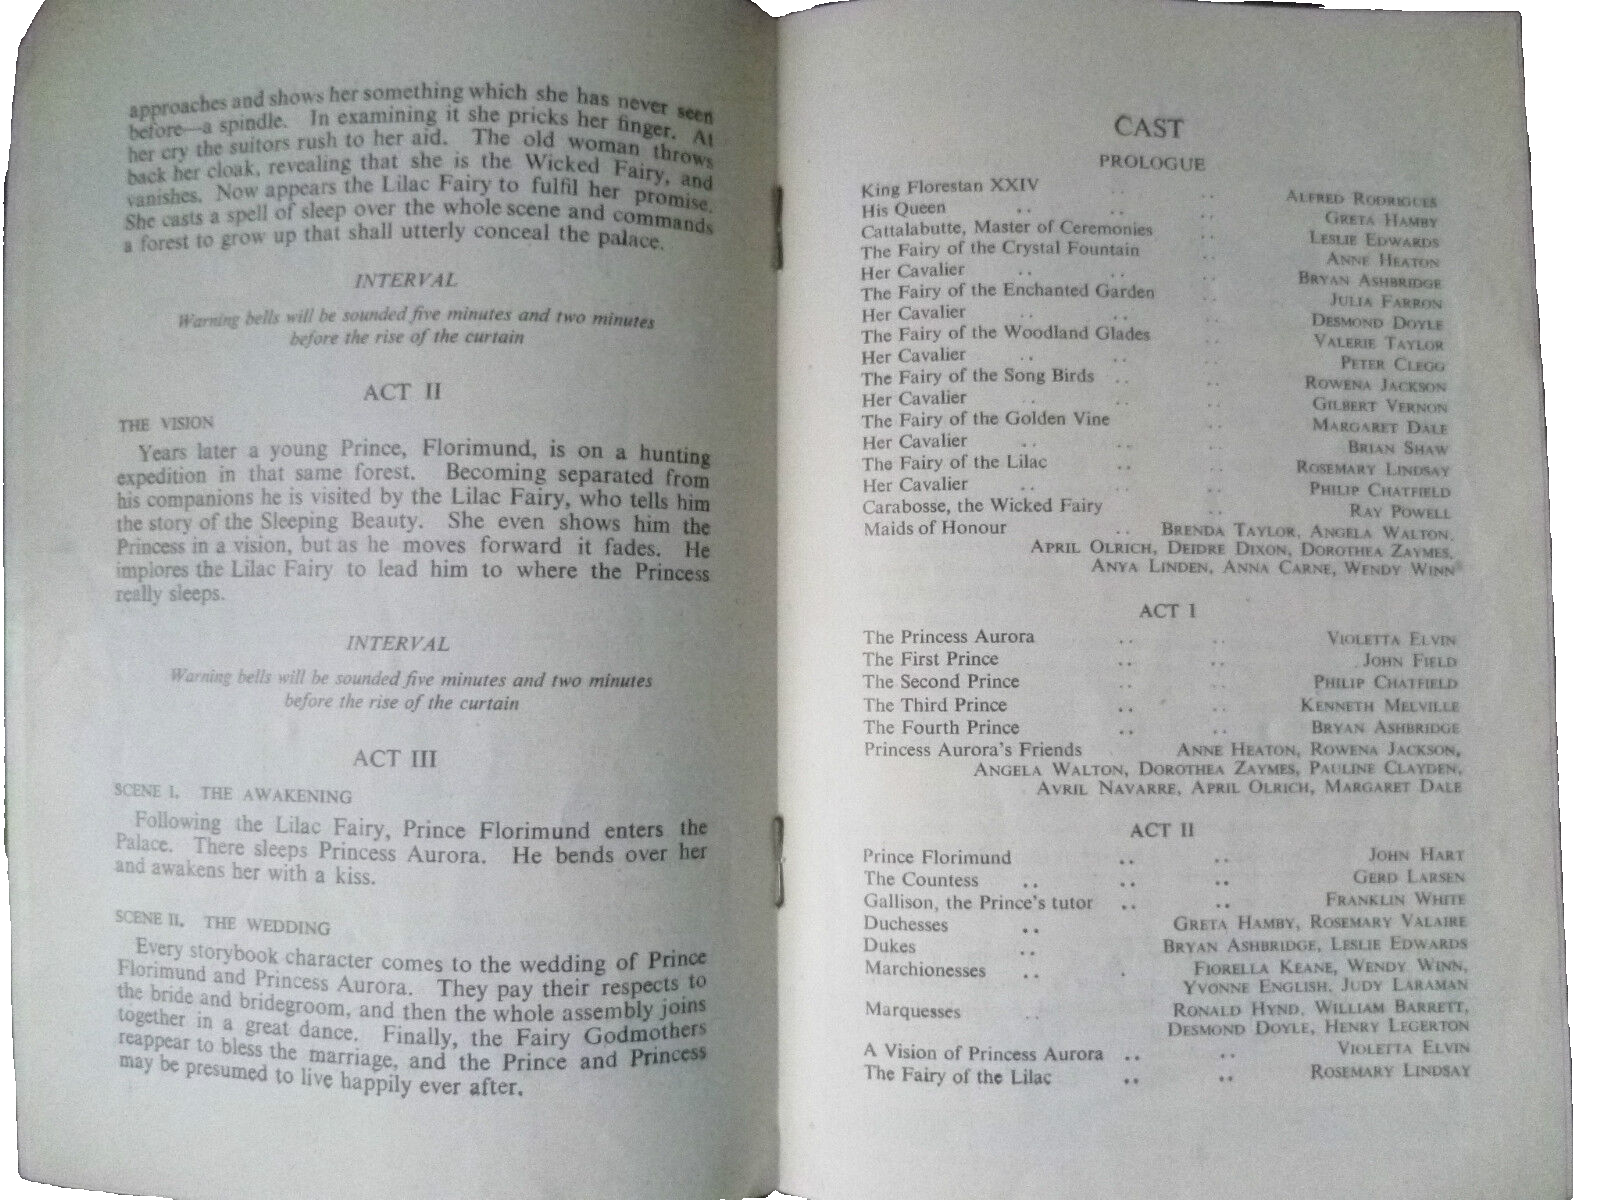 approaches and shows her something which she has never seen
before—a spindle. In examining it she pricks her finger. At
her cry the suitors rush to her aid. The old woman throws
back her cloak, revealing that she is the Wicked Fairy, and
vanishes. Now appears the Lilac Fairy to fulfil her promise.
She casts a spell of sleep over the whole scene and commands
a forest to grow up that shall utterly conceal the palace.
INTERVAL
Warning bells will be sounded five minutes and two minutes
before the rise of the curtain
ACT II
THE VISION
Years later a young Prince, Florimund, is on a hunting
expedition in that same forest. Becoming separated from
his companions he is visited by the Lilac Fairy, who tells him
the story of the Sleeping Beauty. She even shows him the
Princess in a vision, but as he moves forward it fades. He
implores the Lilac Fairy to lead him to where the Princess
really sleeps.
INTERVAL
Warning bells will be sounded five minutes and two minutes
before the rise of the curtain
ACT III
SCENE I. THE AWAKENING
Following the Lilac Fairy, Prince Florimund enters the
Palace. There sleeps Princess Aurora. He bends over her
and awakens her with a kiss.
SCENE II. THE WEDDING
Every storybook character comes to the wedding of Prince
Florimund and Princess Aurora. They pay their respects to
the bride and bridegroom, and then the whole assembly joins
together in a great dance. Finally, the Fairy Godmothers
reappear to bless the marriage, and the Prince and Princess
may be presumed to live happily ever after.
CAST
PROLOGUE
King Florestan XXIV .. .. ALFRED RODRIGUES
His Queen .. .. .. GRETA HAMBY
Cattalabutte, Master of Ceremonies .. LESLIE EDWARDS
The Fairy of the Crystal Fountain .. ANNE HEATON
Her Cavalier .. .. .. BRYAN ASHBRIDGE
The Fairy of the Enchanted Garden .. JULIA FARRON
Her Cavalier .. .. .. DESMOND DOYLE
The Fairy of the Woodland Glades .. VALERIE TAYLOR
Her Cavalier .. .. .. PETER CLEGG
The Fairy of the Song Birds .. .. ROWENA JACKSON
Her Cavalier .. .. .. GILBERT VERNON
The Fairy of the Golden Vine .. MARGARET DALE
Her Cavalier .. .. .. BRIAN SHAW
The Fairy of the Lilac .. .. ROSEMARY LINDSAY
Her Cavalier .. .. .. PHILIP CHATFIELD
Carabosse, the Wicked Fairy .. RAY POWELL
Maids of Honour .. BRENDA TAYLOR, ANGELA WALTON,
APRIL OLRICH, DEIDRE DIXON, DOROTHEA ZAYMES,
ANYA LINDEN, ANNA CARNE, WENDY WINN
ACT I
The Princess Aurora .. .. VIOLETTA ELVIN
The First Prince .. .. JOHN FIELD
The Second Prince .. .. PHILIP CHATFIELD
The Third Prince .. .. KENNETH MELVILLE
The Fourth Prince .. .. BRYAN ASHBRIDGE
Princess Aurora's Friends ANNE HEATON, ROWENA JACKSON,
ANGELA WALTON, DOROTHEA ZAYMES, PAULINE CLAYDEN,
AVRIL NAVARRE, APRIL OLRICH, MARGARET DALE
ACT II
Prince Florimund .. .. JOHN HART
The Countess .. .. .. GERD LARSEN
Gallison, the Prince's tutor .. .. FRANKLIN WHITE
Duchesses .. GRETA HAMBY, ROSEMARY VALAIRE
Dukes .. BRYAN ASHBRIDGE, LESLIE EDWARDS
Marchionesses .. . FIORELLA KEANE, WENDY WINN,
YVONNE ENGLISH, JUDY LARAMAN
Marquesses .. RONALD HYND, WILLIAM BARRETT,
DESMOND DOYLE, HENRY LEGERTON
A Vision of Princess Aurora .. .. VIOLETTA ELVIN
The Fairy of the Lilac .. .. ROSEMARY LINDSAY